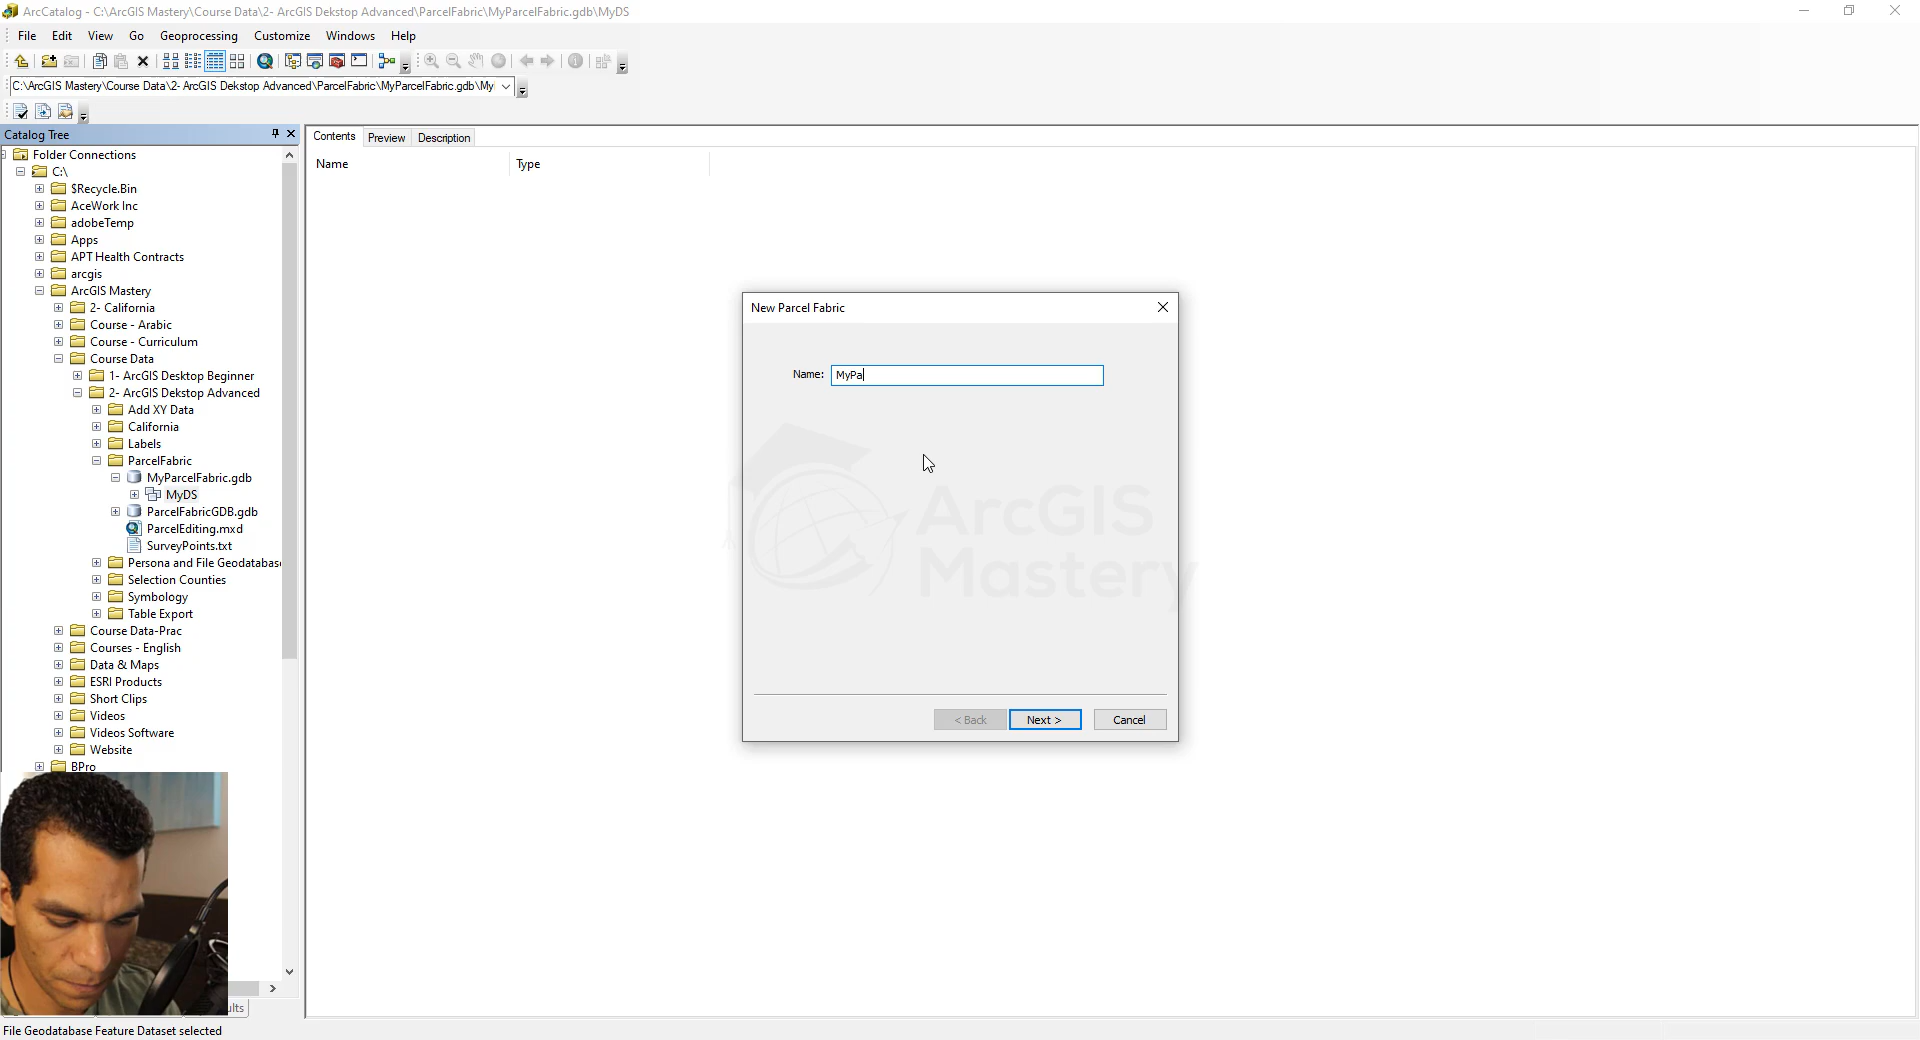 ArcCatalog - C:\ArcGIS Mastery\Course Data\2- ArcGIS Dekstop Advanced\ParcelFabric\MyParcelFabric.gdb\MyDS
File Edit View Go Geoprocessing Customize Windows Help
C:\ArcGIS Mastery\Course Data\2- ArcGIS Dekstop Advanced\ParcelFabric\MyParcelFabric.gdb\My
Catalog Tree
Folder Connections
C:\
$Recycle.Bin
AceWork Inc
adobeTemp
Apps
APT Health Contracts
arcgis
ArcGIS Mastery
2- California
Course - Arabic
Course - Curriculum
Course Data
1- ArcGIS Desktop Beginner
2- ArcGIS Dekstop Advanced
Add XY Data
California
Labels
ParcelFabric
MyParcelFabric.gdb
MyDS
ParcelFabricGDB.gdb
ParcelEditing.mxd
SurveyPoints.txt
Persona and File Geodatabas
Selection Counties
Symbology
Table Export
Course Data-Prac
Courses - English
Data & Maps
ESRI Products
Short Clips
Videos
Videos Software
Website
BPro
ults
File Geodatabase Feature Dataset selected
Contents Preview Description
Name Type
New Parcel Fabric
Name: MyPa
ArcGIS
Mastery
< Back Next > Cancel